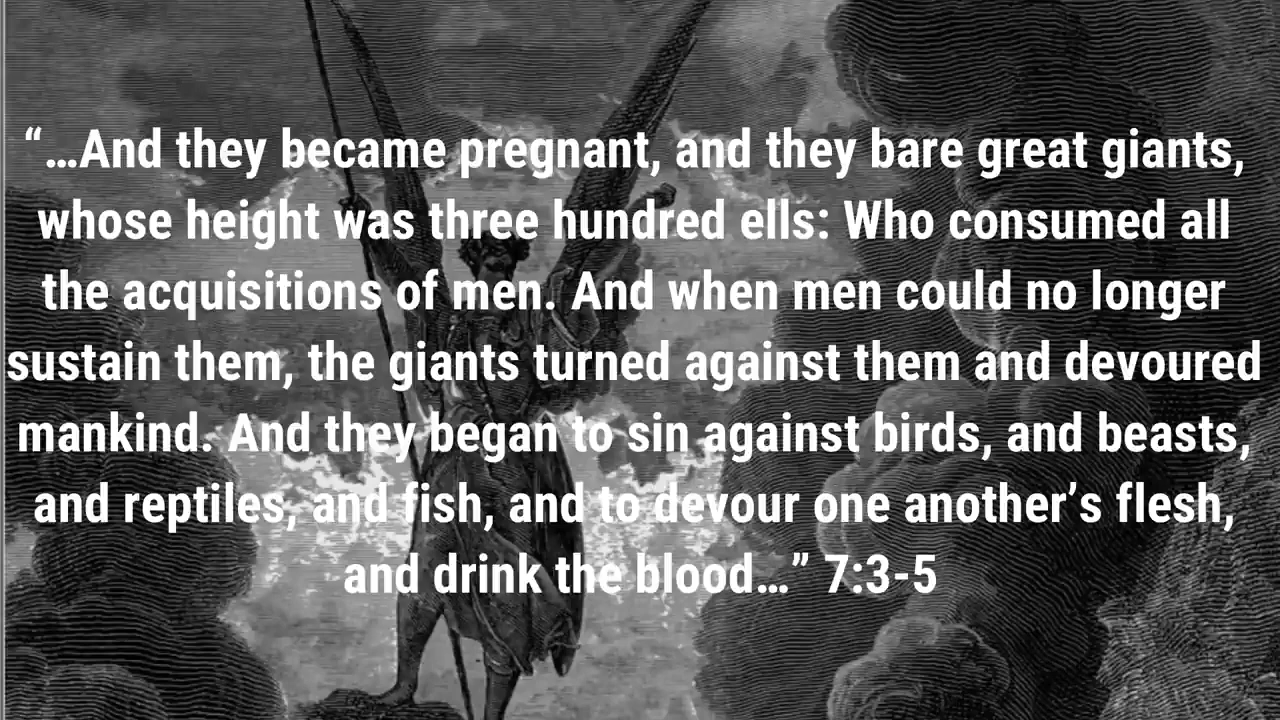 “…And they became pregnant, and they bare great giants,
whose height was three hundred ells: Who consumed all
the acquisitions of men. And when men could no longer
sustain them, the giants turned against them and devoured
mankind. And they began to sin against birds, and beasts,
and reptiles, and fish, and to devour one another’s flesh,
and drink the blood…” 7:3-5